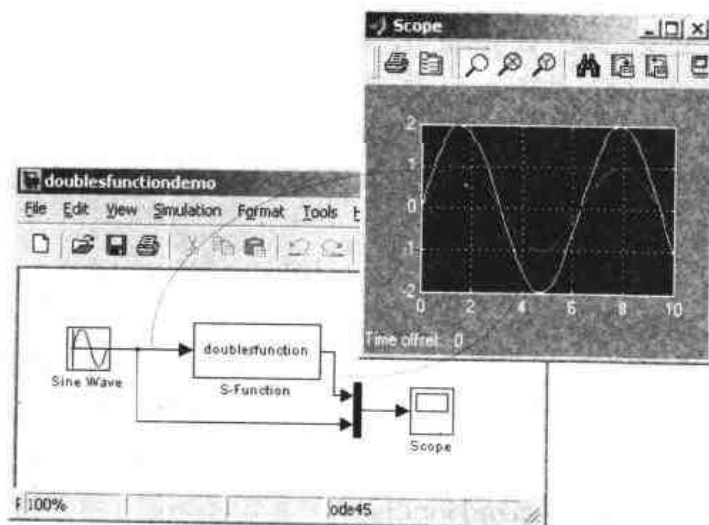 Scope
2
1
0
-1
-2
0 2 4 6 8 10
Time offset: 0
doublesfunctiondemo
File Edit View Simulation Format Tools
doublesfunction
Sine Wave
S-Function
Scope
100%
ode45